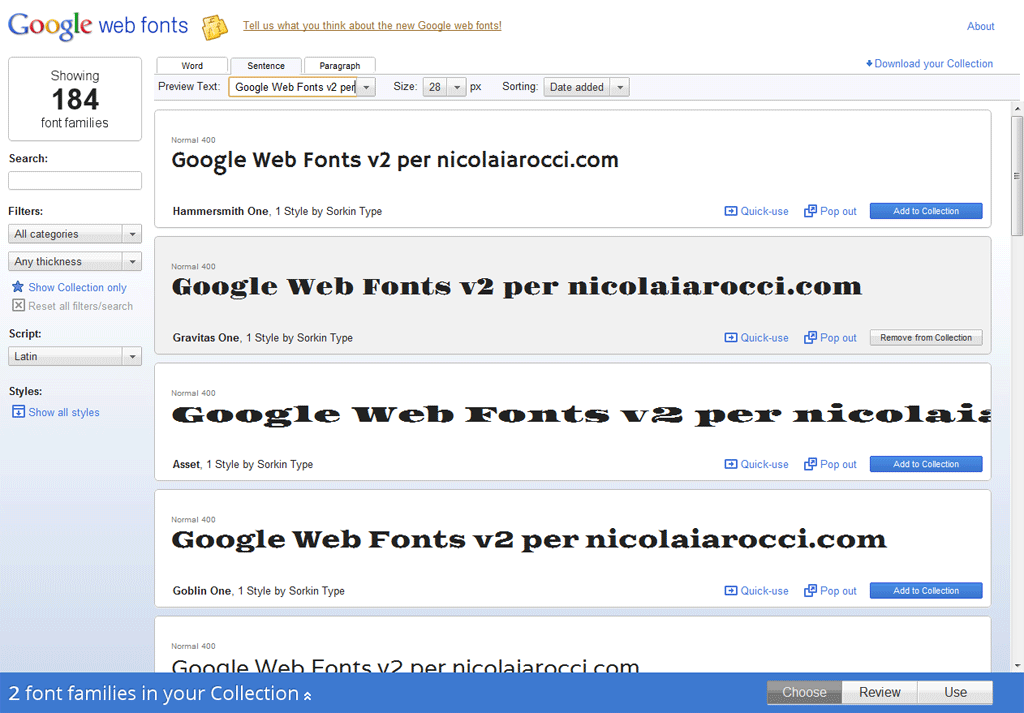 Google web fonts
Tell us what you think about the new Google web fonts!
About
Showing
184
font families
Search:
Filters:
All categories
Any thickness
Show Collection only
Reset all filters/search
Script:
Latin
Styles:
Show all styles
Word Sentence Paragraph
Download your Collection
Preview Text: Google Web Fonts v2 per Size: 28 px Sorting: Date added
Normal 400
Google Web Fonts v2 per nicolaiarocci.com
Hammersmith One, 1 Style by Sorkin Type Quick-use Pop out Add to Collection
Normal 400
Google Web Fonts v2 per nicolaiarocci.com
Gravitas One, 1 Style by Sorkin Type Quick-use Pop out Remove from Collection
Normal 400
Google Web Fonts v2 per nicolaia
Asset, 1 Style by Sorkin Type Quick-use Pop out Add to Collection
Normal 400
Google Web Fonts v2 per nicolaiarocci.com
Goblin One, 1 Style by Sorkin Type Quick-use Pop out Add to Collection
Normal 400
Google Web Fonts v2 per nicolaiarocci.com
2 font families in your Collection
Choose Review Use